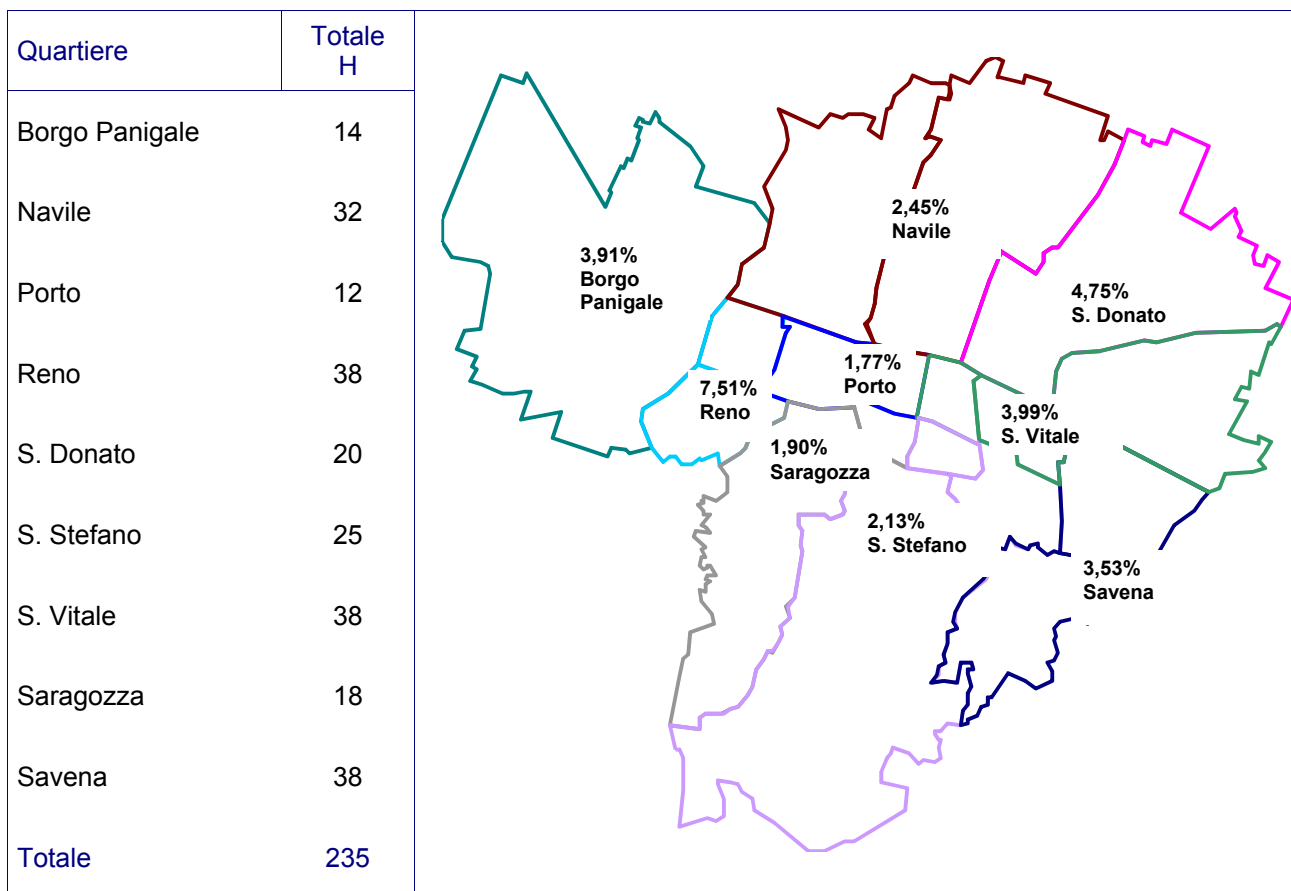 Quartiere
Totale
H
Borgo Panigale 14
Navile 32
Porto 12
Reno 38
S. Donato 20
S. Stefano 25
S. Vitale 38
Saragozza 18
Savena 38
Totale 235
2,45%
Navile
3,91%
Borgo
Panigale
4,75%
S. Donato
1,77%
Porto
7,51%
Reno
3,99%
S. Vitale
1,90%
Saragozza
2,13%
S. Stefano
3,53%
Savena